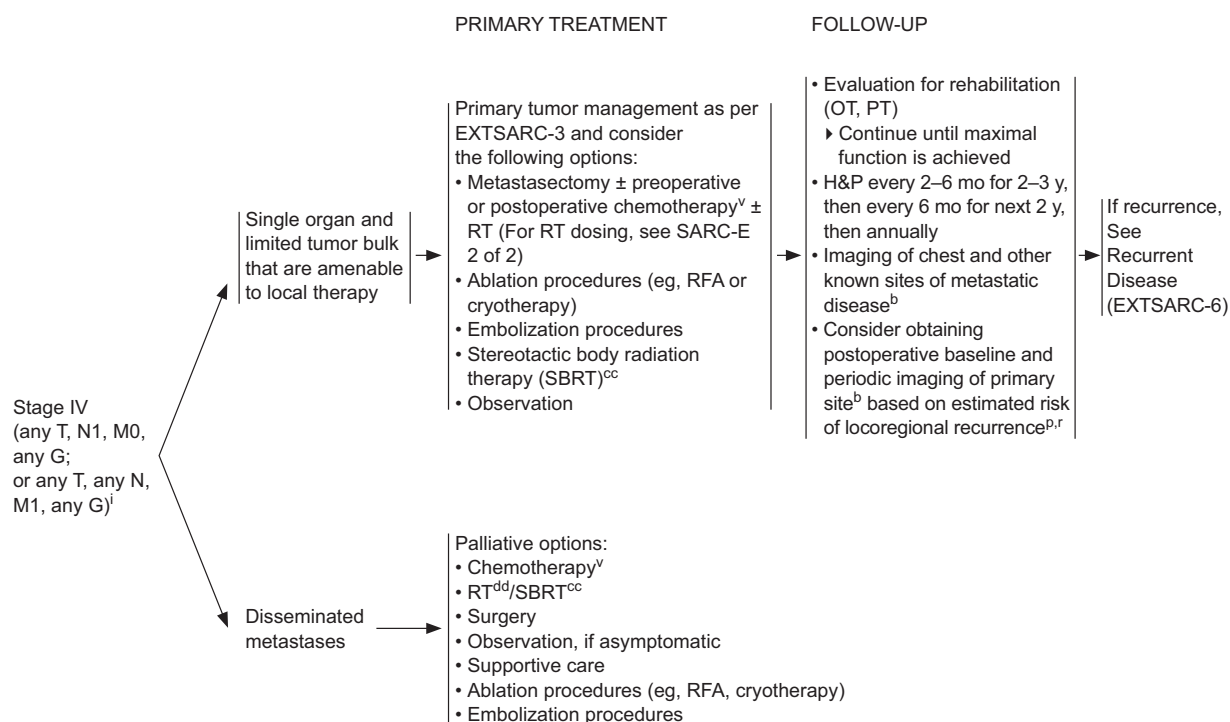 PRIMARY TREATMENT
FOLLOW-UP
Stage IV
(any T, N1, M0,
any G;
or any T, any N,
M1, any G)i
Single organ and
limited tumor bulk
that are amenable
to local therapy
Primary tumor management as per
EXTSARC-3 and consider
the following options:
• Metastasectomy ± preoperative
or postoperative chemotherapyv ±
RT (For RT dosing, see SARC-E
2 of 2)
• Ablation procedures (eg, RFA or
cryotherapy)
• Embolization procedures
• Stereotactic body radiation
therapy (SBRT)cc
• Observation
• Evaluation for rehabilitation
(OT, PT)
▸ Continue until maximal
function is achieved
• H&P every 2–6 mo for 2–3 y,
then every 6 mo for next 2 y,
then annually
• Imaging of chest and other
known sites of metastatic
diseaseb
• Consider obtaining
postoperative baseline and
periodic imaging of primary
siteb based on estimated risk
of locoregional recurrencep,r
If recurrence,
See
Recurrent
Disease
(EXTSARC-6)
Disseminated
metastases
Palliative options:
• Chemotherapyv
• RTdd/SBRTcc
• Surgery
• Observation, if asymptomatic
• Supportive care
• Ablation procedures (eg, RFA, cryotherapy)
• Embolization procedures